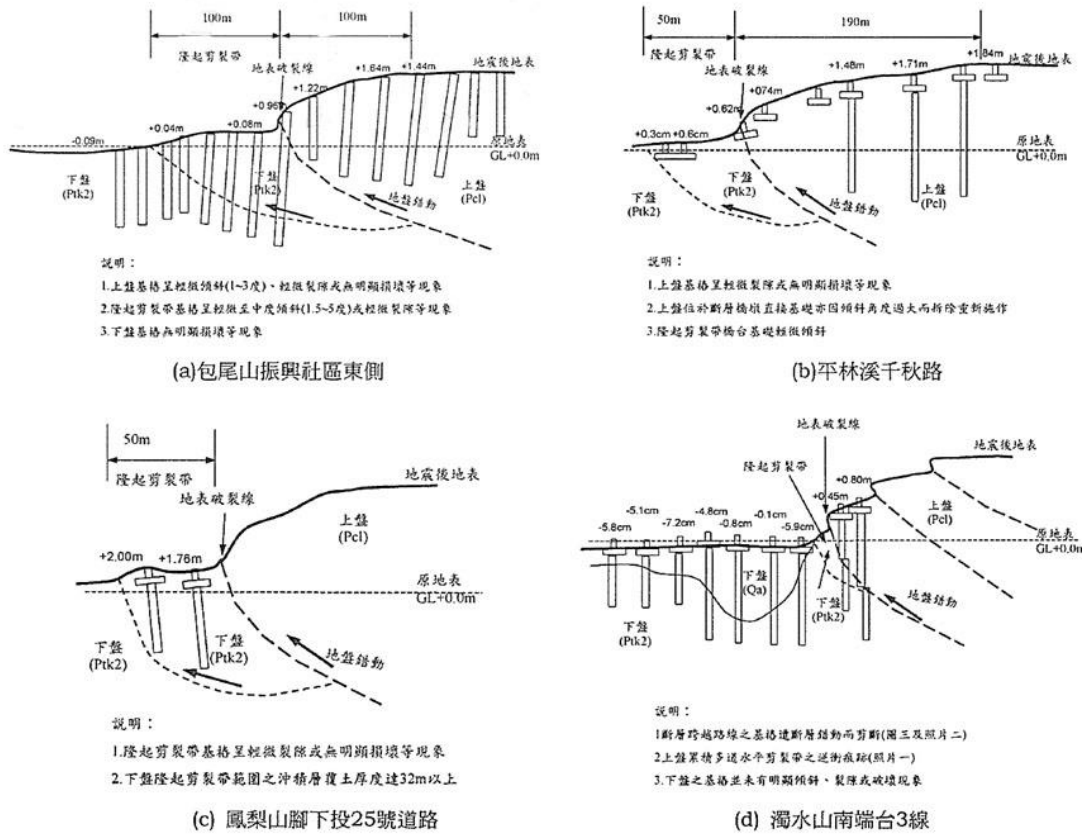 100m
100m
隆起剪裂帶
地表破裂線
+0.96m
+1.22m
+1.64m
+1.44m
地震後地表
-0.09m
+0.04m
+0.08m
原地表
GL+0.0m
下盤
(Ptk2)
下盤
(Ptk2)
上盤
(Pcl)
地盤錯動
說明：
1.上盤基樁呈輕微傾斜(1~3度)、輕微裂隙或無明顯損壞等現象
2.隆起剪裂帶基樁呈輕微至中度傾斜(1.5~5度)或輕微裂隙等現象
3.下盤基樁無明顯損壞等現象
(a)包尾山振興社區東側
50m
190m
隆起剪裂帶
地表破裂線
+0.3cm
+0.6cm
+0.62m
+074m
+1.48m
+1.71m
+1.84m
地震後地表
原地表
GL+0.0m
下盤
(Ptk2)
下盤
(Ptk2)
上盤
(Pcl)
地盤錯動
說明：
1.上盤基樁呈輕微裂隙或無明顯損壞等現象
2.上盤位於斷層橋墩直接基礎亦因傾斜角度過大而拆除重新施作
3.隆起剪裂帶橋台基礎輕微傾斜
(b)平林溪千秋路
50m
隆起剪裂帶
地表破裂線
地震後地表
上盤
(Pcl)
+2.00m
+1.76m
原地表
GL+0.0m
下盤
(Ptk2)
下盤
(Ptk2)
地盤錯動
說明：
1.隆起剪裂帶基樁呈輕微裂隙或無明顯損壞等現象
2.下盤隆起剪裂帶範圍之沖積層覆土厚度達32m以上
(c) 鳳梨山腳下投25號道路
地表破裂線
隆起剪裂帶
地震後地表
-5.8cm
-5.1cm
-7.2cm
-4.8cm
-0.8cm
-0.1cm
-5.9cm
+0.45m
+0.80m
上盤
(Pcl)
原地表
GL+0.0m
下盤
(Qa)
下盤
(Ptk2)
下盤
(Ptk2)
地盤錯動
說明：
1斷層跨越路線之基樁遭斷層錯動而剪斷(圖三及照片二)
2上盤累積多道水平剪裂帶之逆衝痕跡(照片一)
3.下盤之基樁並未有明顯傾斜、裂隙或破壞現象
(d) 濁水山南端台3線